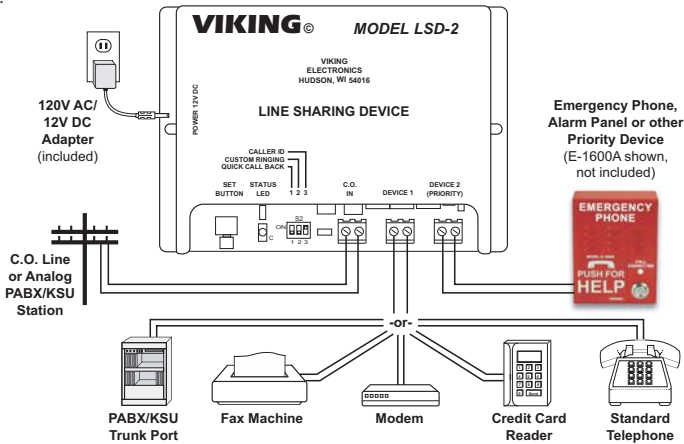 VIKING©
MODEL LSD-2
VIKING
ELECTRONICS
HUDSON, WI 54016
POWER 12V DC
LINE SHARING DEVICE
120V AC/
12V DC
Adapter
(included)
Emergency Phone,
Alarm Panel or other
Priority Device
(E-1600A shown,
not included)
CALLER ID
CUSTOM RINGING
QUICK CALL BACK
1 2 3
SET
BUTTON
STATUS
LED
C.O.
IN
DEVICE 1
DEVICE 2
(PRIORITY)
S2
ON
1 2 3
C
EMERGENCY
PHONE
CALL
CONNECTED
PUSH FOR
HELP
C.O. Line
or Analog
PABX/KSU
Station
-or-
PABX/KSU
Trunk Port
Fax Machine
Modem
Credit Card
Reader
Standard
Telephone